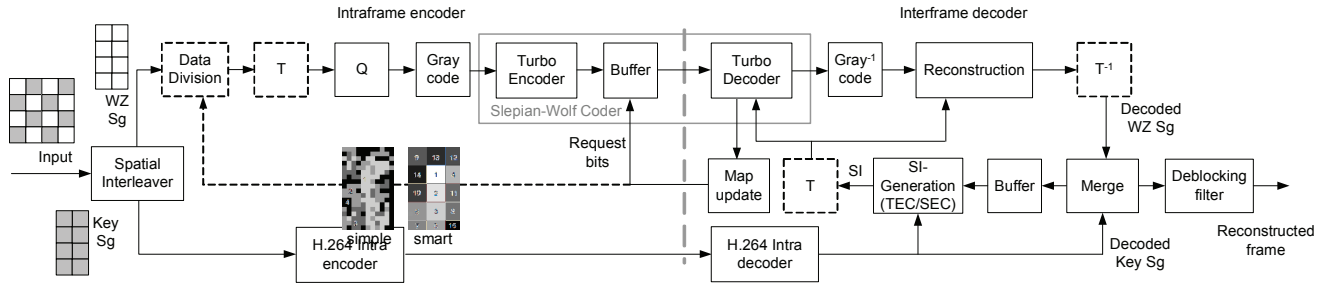 Intraframe encoder
Interframe decoder
WZ
Sg
Data
Division
T
Q
Gray
code
Turbo
Encoder
Buffer
Slepian-Wolf Coder
Turbo
Decoder
Gray-1
code
Reconstruction
T-1
Input
Spatial
Interleaver
Request
bits
Map
update
T
SI
SI-
Generation
(TEC/SEC)
Buffer
Merge
Decoded
WZ Sg
Deblocking
filter
Reconstructed
frame
Key
Sg
simple
smart
H.264 Intra
encoder
H.264 Intra
decoder
Decoded
Key Sg